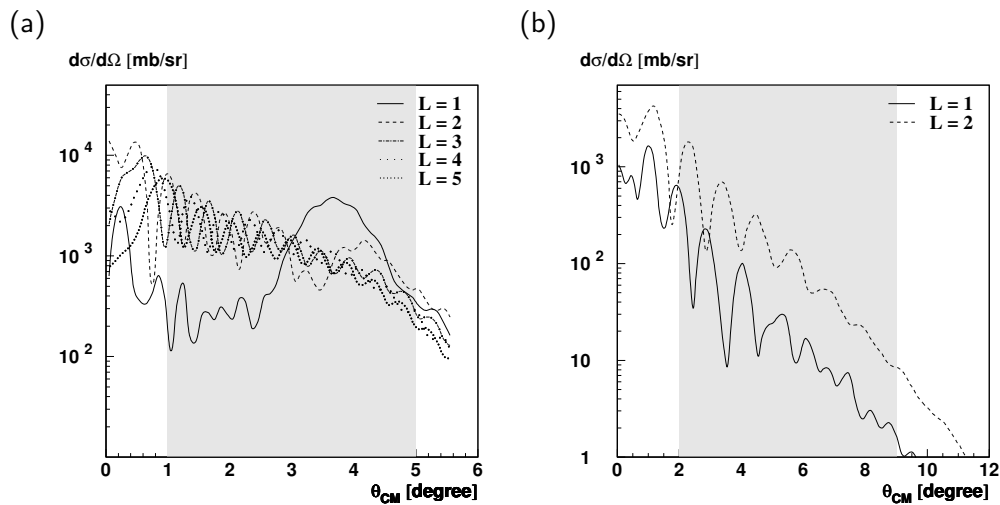 (a)
dσ/dΩ [mb/sr]
L = 1
L = 2
L = 3
L = 4
L = 5
10^4
10^3
10^2
0 1 2 3 4 5 6
θCM [degree]
(b)
dσ/dΩ [mb/sr]
L = 1
L = 2
10^3
10^2
10
1
0 2 4 6 8 10 12
θCM [degree]